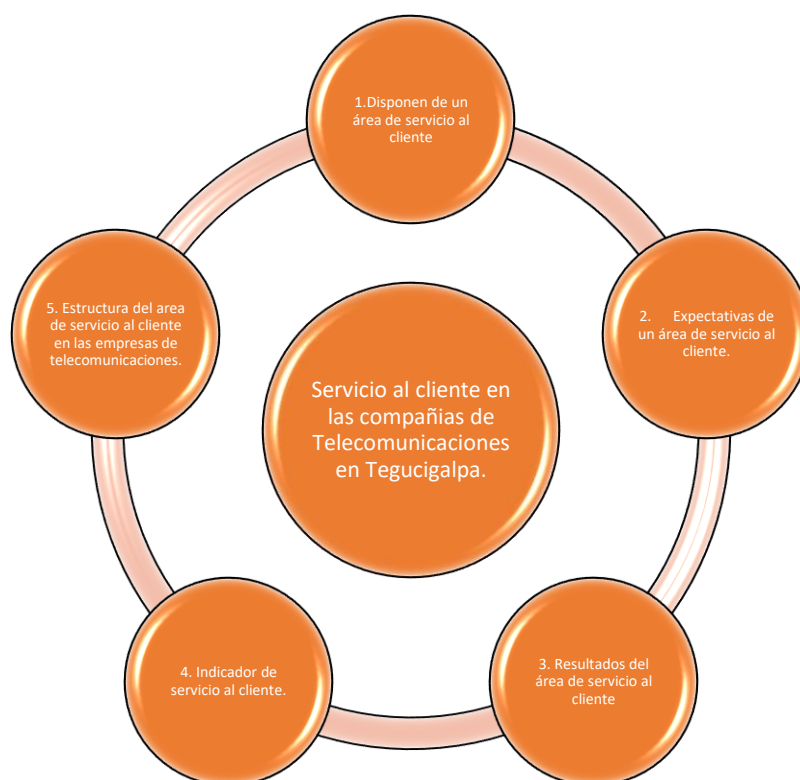 1.Disponen de un
área de servicio al
cliente
2. Expectativas de
un área de servicio al
cliente.
3. Resultados del
área de servicio al
cliente
4. Indicador de
servicio al cliente.
5. Estructura del area
de servicio al cliente
en las empresas de
telecomunicaciones.
Servicio al cliente en
las compañias de
Telecomunicaciones
en Tegucigalpa.